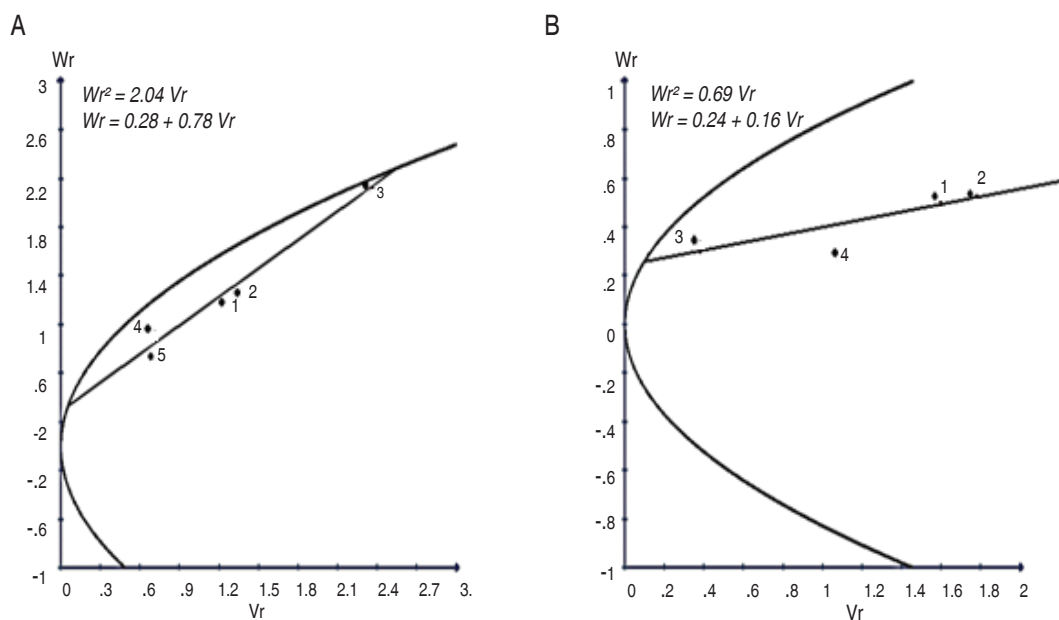 A
Wr
3
Wr² = 2.04 Vr
Wr = 0.28 + 0.78 Vr
2.6
2.2
1.8
1.4
1
.6
-2
-.2
-.6
-1
3
2
1
4
5
0 .3 .6 .9 1.2 1.5 1.8 2.1 2.4 2.7 3.
Vr
B
Wr
1
Wr² = 0.69 Vr
Wr = 0.24 + 0.16 Vr
.8
.6
.4
.2
0
-.2
-.4
-.6
-.8
-1
1
2
3
4
0 .2 .4 .6 .8 1 1.2 1.4 1.6 1.8 2
Vr